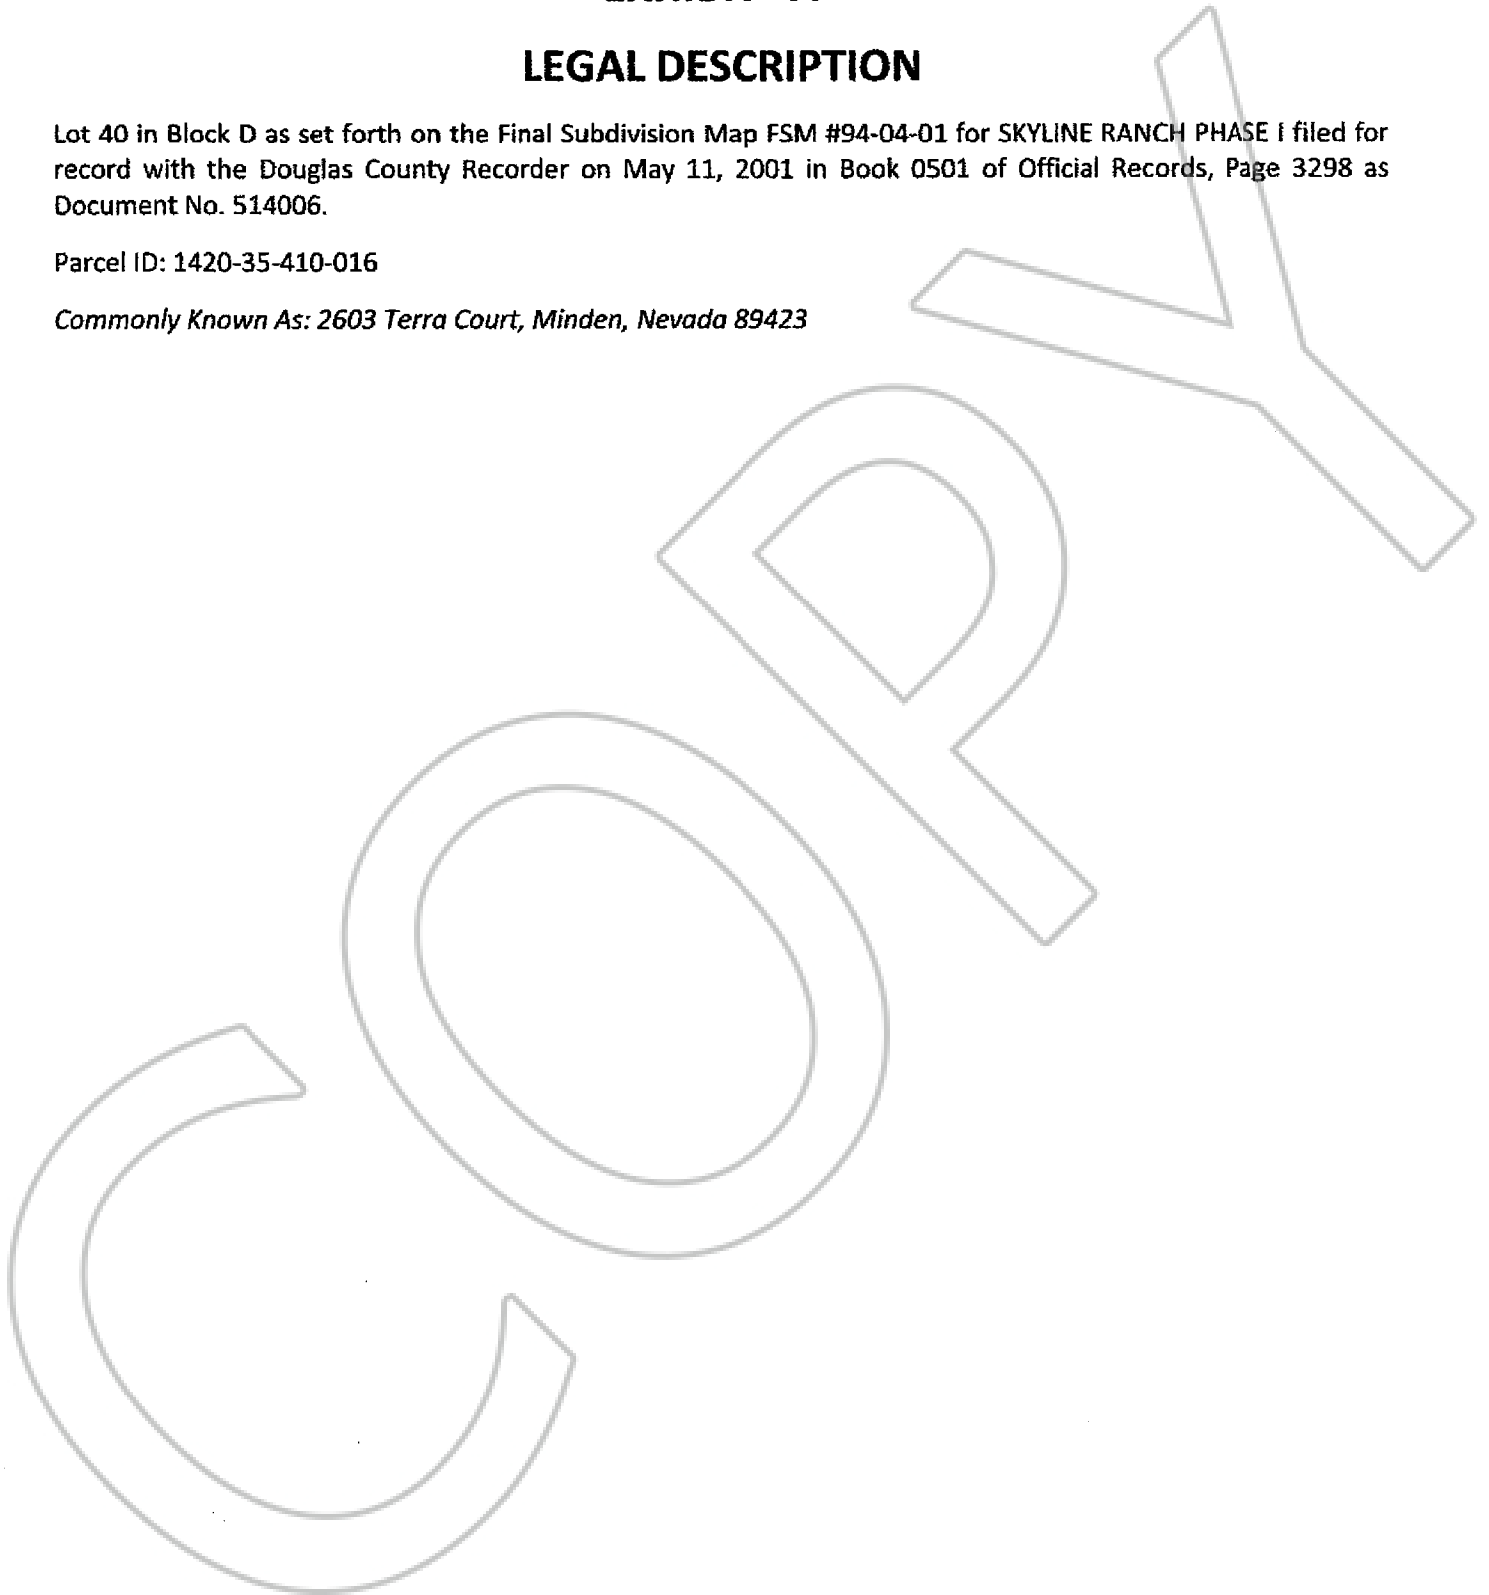 LEGAL DESCRIPTION
Lot 40 in Block D as set forth on the Final Subdivision Map FSM #94-04-01 for SKYLINE RANCH PHASE I filed for
record with the Douglas County Recorder on May 11, 2001 in Book 0501 of Official Records, Page 3298 as
Document No. 514006.
Parcel ID: 1420-35-410-016
Commonly Known As: 2603 Terra Court, Minden, Nevada 89423
COPY